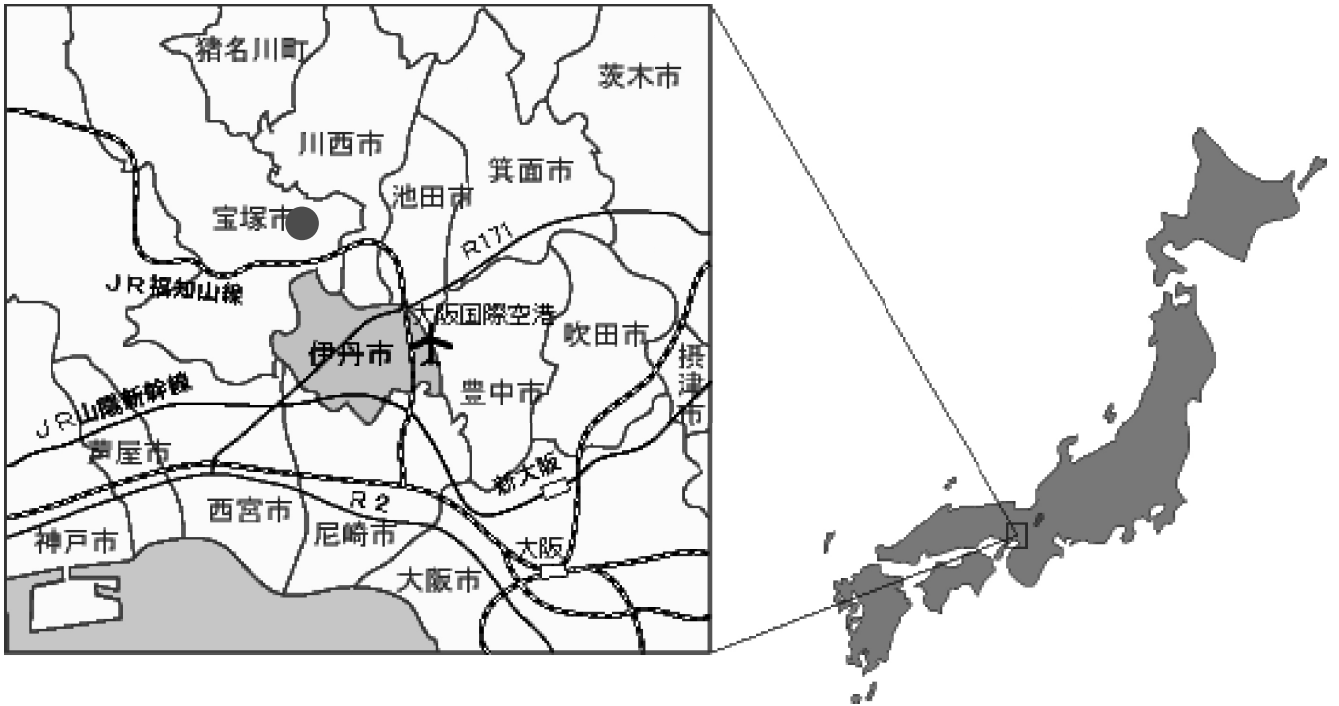 猪名川町
茨木市
川西市
箕面市
池田市
宝塚市
R171
JR福知山線
大阪国際空港
吹田市
伊丹市
摂津市
豊中市
JR山陽新幹線
芦屋市
新大阪
R2
西宮市
尼崎市
神戸市
大阪
大阪市